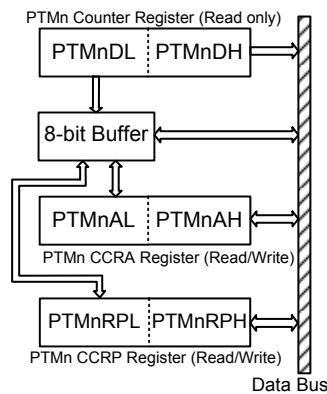 PTMn Counter Register (Read only)
PTMnDL PTMnDH
8-bit Buffer
PTMnAL PTMnAH
PTMn CCRA Register (Read/Write)
PTMnRPL PTMnRPH
PTMn CCRP Register (Read/Write)
Data Bus